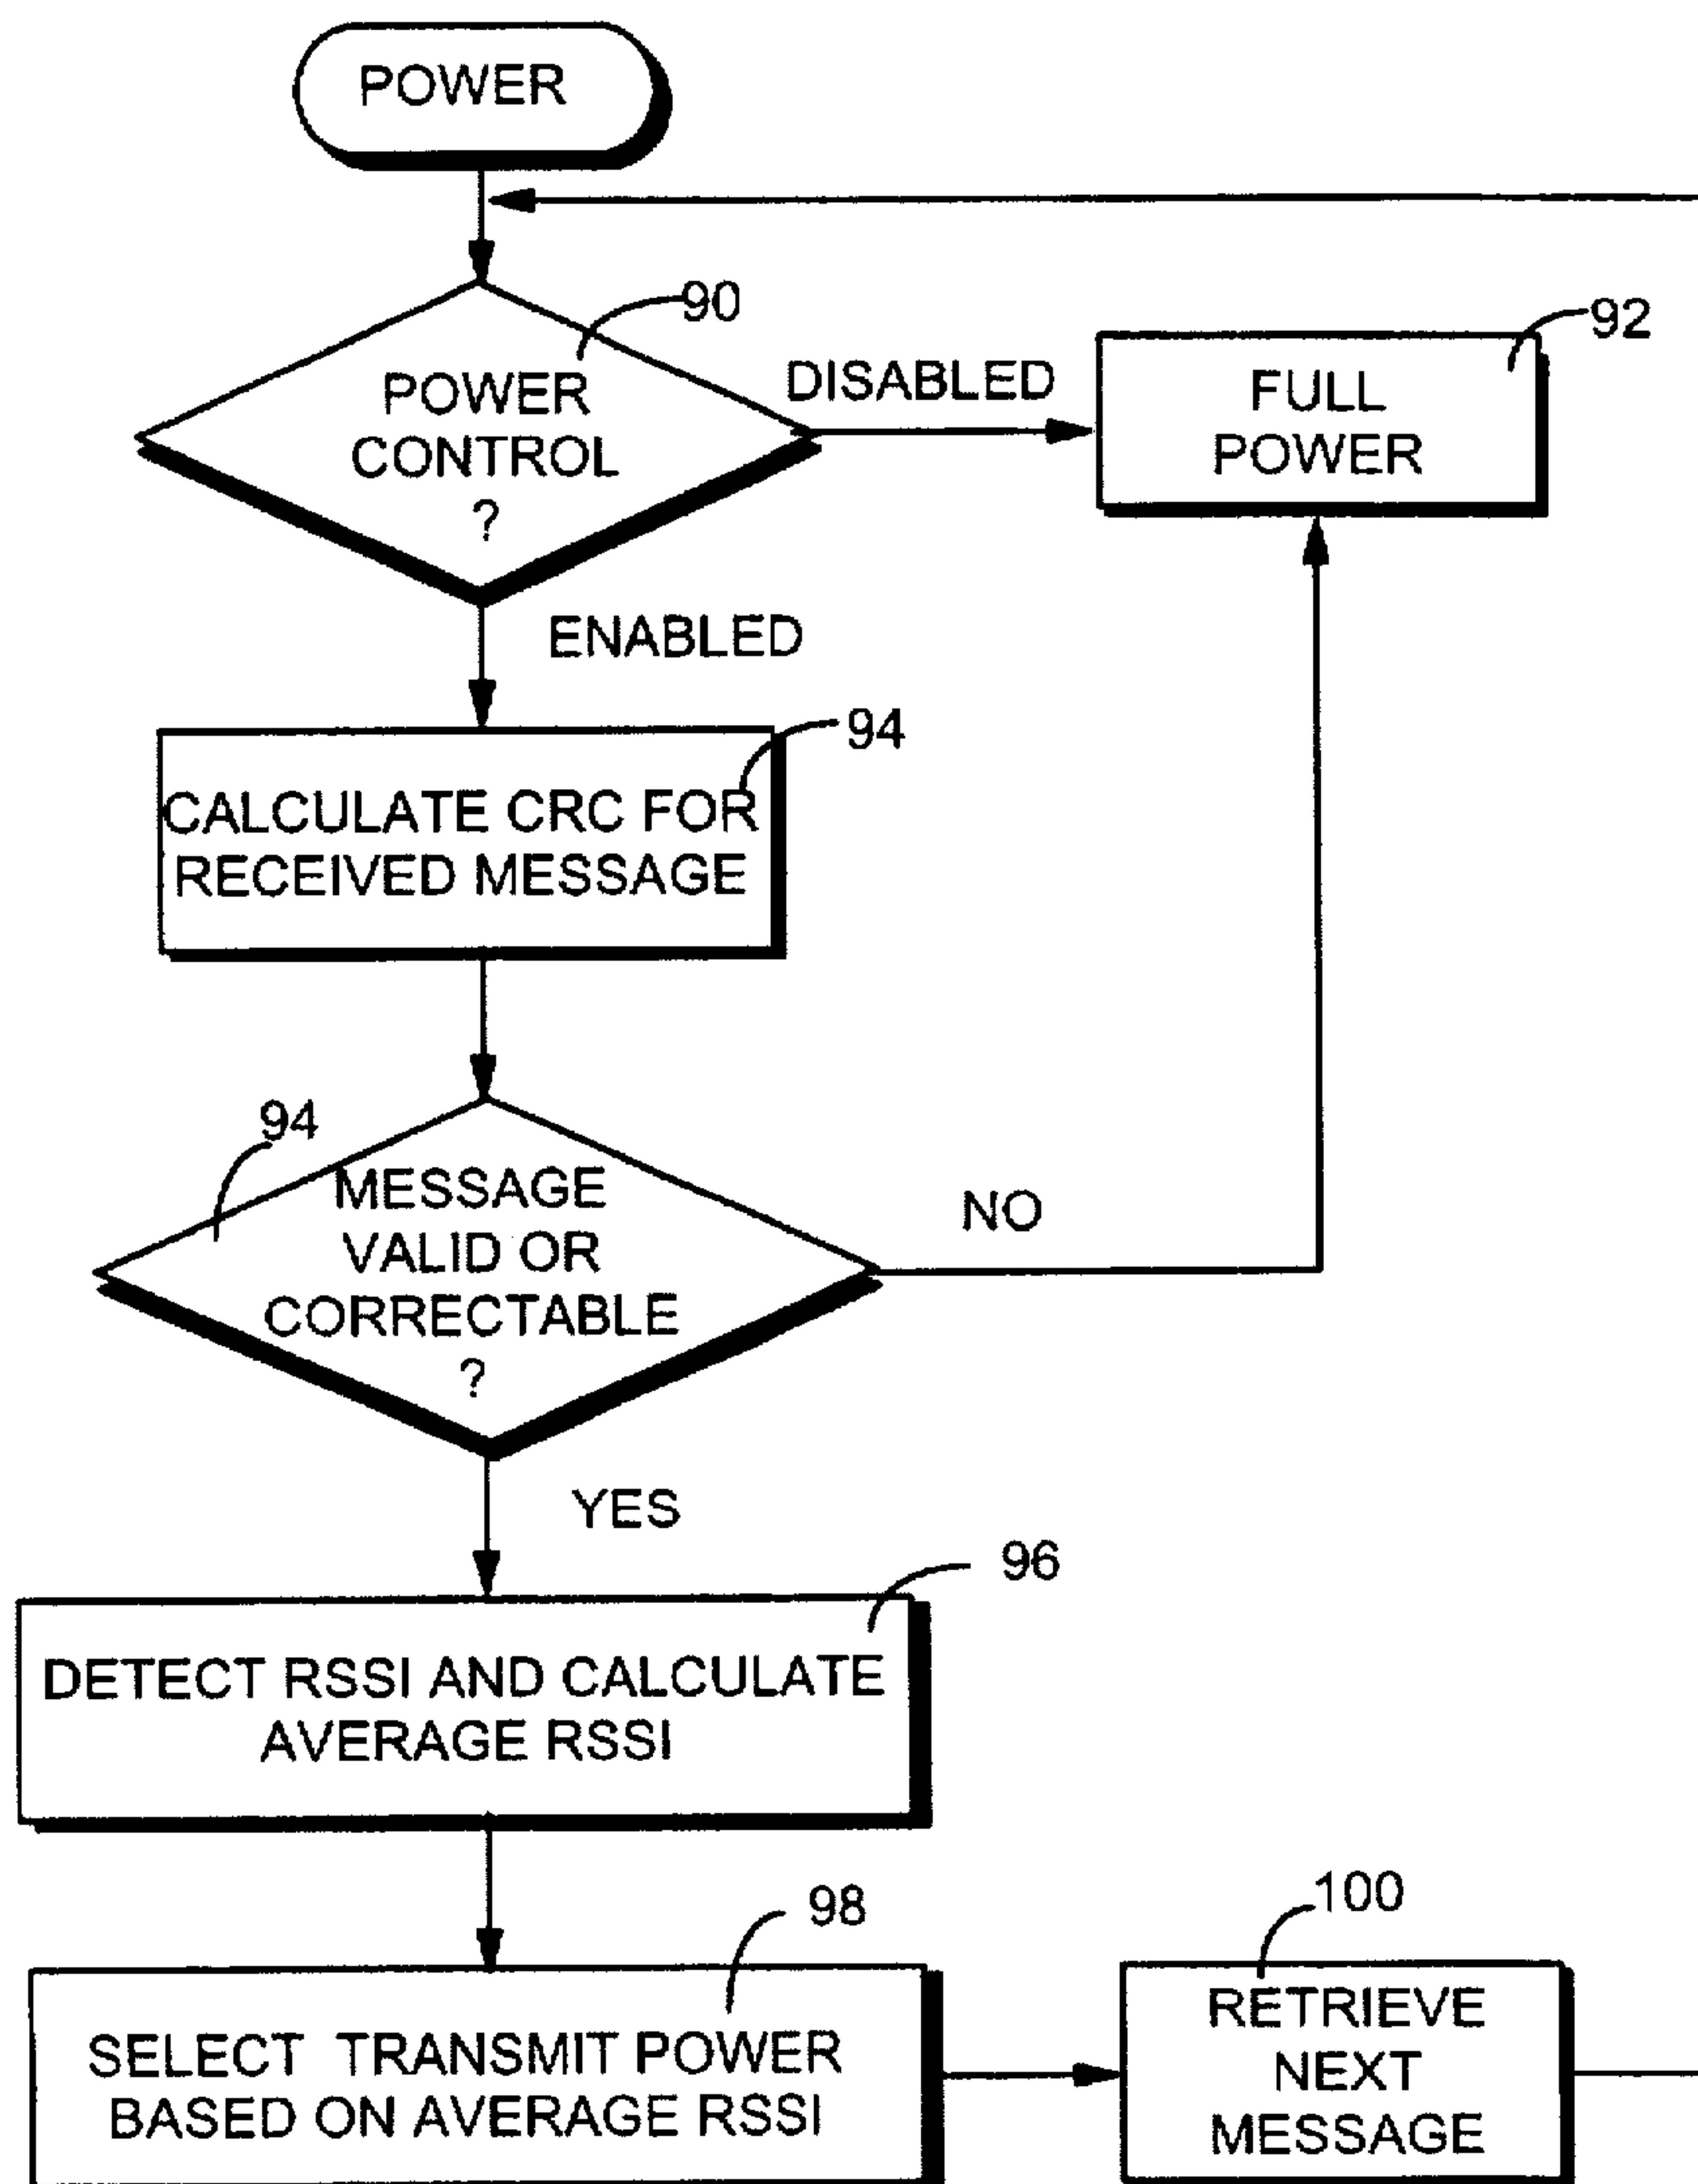 POWER
90
POWER
CONTROL
?
DISABLED
92
FULL
POWER
ENABLED
94
CALCULATE CRC FOR
RECEIVED MESSAGE
94
MESSAGE
VALID OR
CORRECTABLE
?
NO
YES
96
DETECT RSSI AND CALCULATE
AVERAGE RSSI
98
SELECT TRANSMIT POWER
BASED ON AVERAGE RSSI
100
RETRIEVE
NEXT
MESSAGE